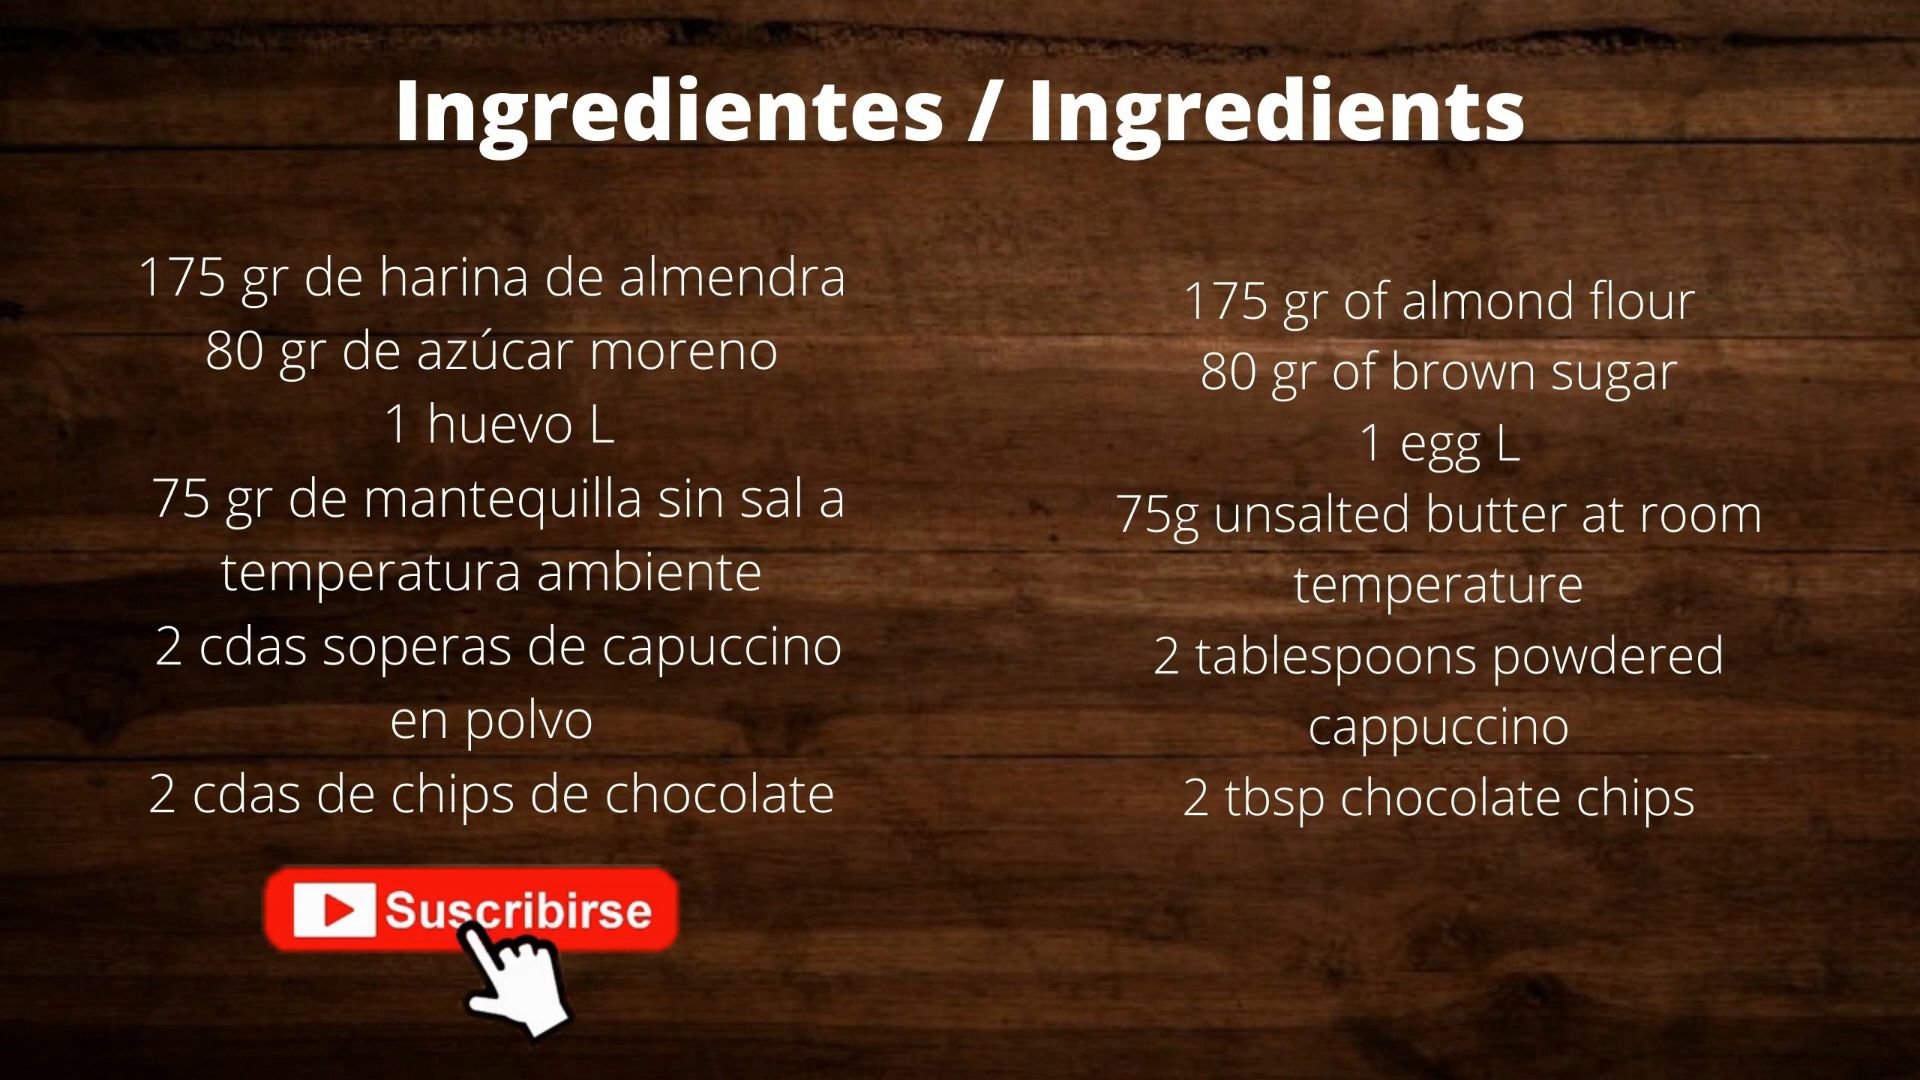 Ingredientes / Ingredients
175 gr de harina de almendra
80 gr de azúcar moreno
1 huevo L
75 gr de mantequilla sin sal a
temperatura ambiente
2 cdas soperas de capuccino
en polvo
2 cdas de chips de chocolate
175 gr of almond flour
80 gr of brown sugar
1 egg L
75g unsalted butter at room
temperature
2 tablespoons powdered
cappuccino
2 tbsp chocolate chips
Suscribirse